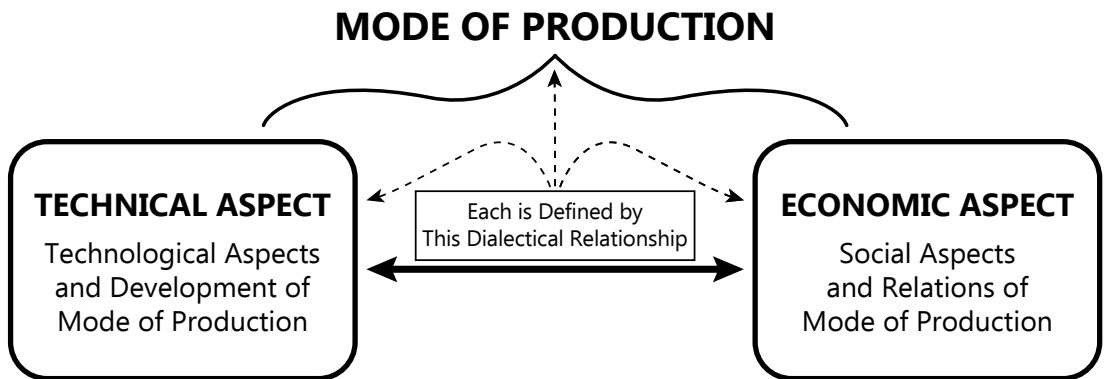 MODE OF PRODUCTION
TECHNICAL ASPECT
Technological Aspects
and Development of
Mode of Production
Each is Defined by
This Dialectical Relationship
ECONOMIC ASPECT
Social Aspects
and Relations of
Mode of Production